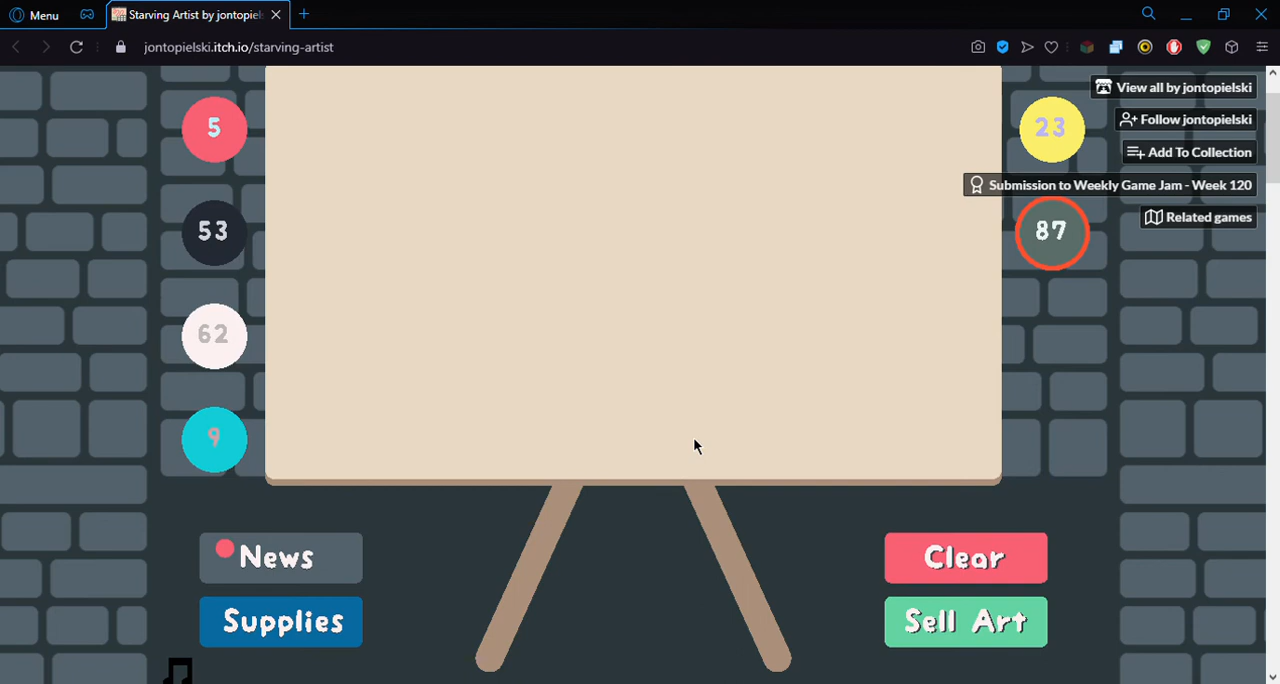 Menu
Starving Artist by jontopiels
jontopielski.itch.io/starving-artist
View all by jontopielski
Follow jontopielski
Add To Collection
Submission to Weekly Game Jam - Week 120
Related games
5
23
53
87
62
9
News
Clear
Supplies
Sell Art